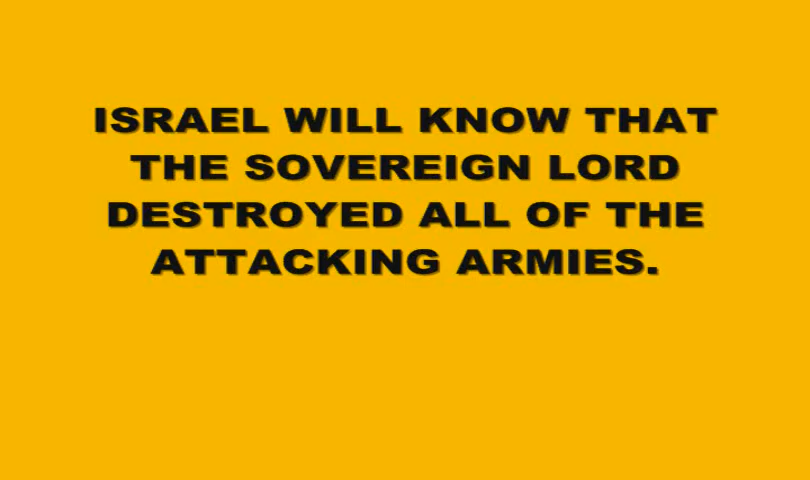 ISRAEL WILL KNOW THAT
THE SOVEREIGN LORD
DESTROYED ALL OF THE
ATTACKING ARMIES.